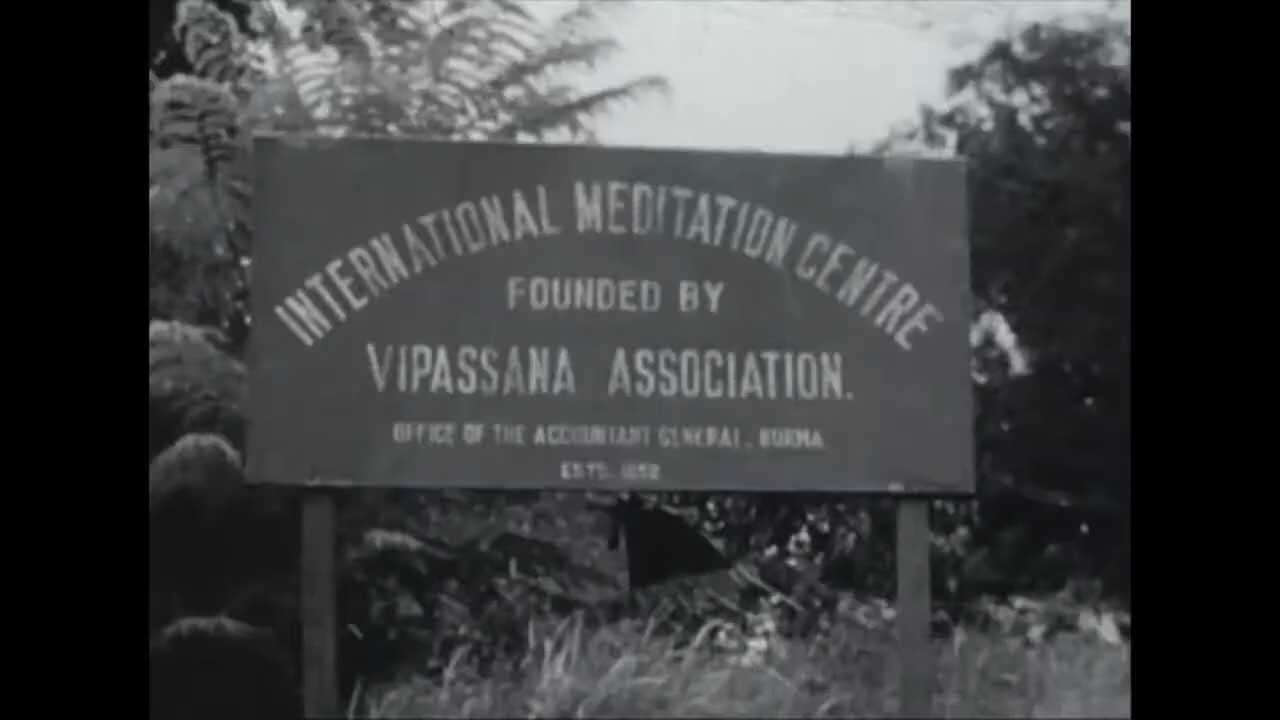 INTERNATIONAL MEDITATION CENTRE
FOUNDED BY
VIPASSANA ASSOCIATION.
OFFICE OF THE ACCOUNTANT GENERAL, BURMA.
ESTD.